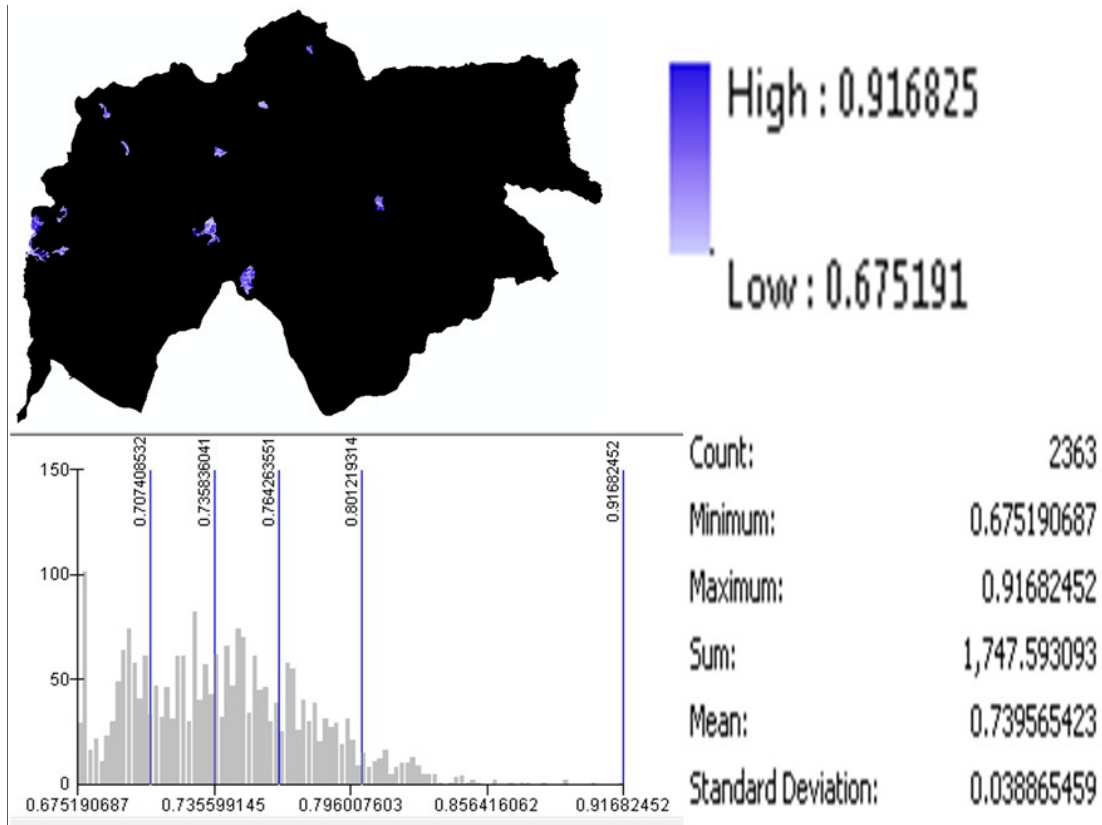 High : 0.916825
Low : 0.675191
150
100
50
0
0.707408532
0.735836041
0.764263551
0.801219314
0.91682452
0.675190687
0.735599145
0.796007603
0.856416062
0.91682452
Count: 2363
Minimum: 0.675190687
Maximum: 0.91682452
Sum: 1,747.593093
Mean: 0.739565423
Standard Deviation: 0.038865459